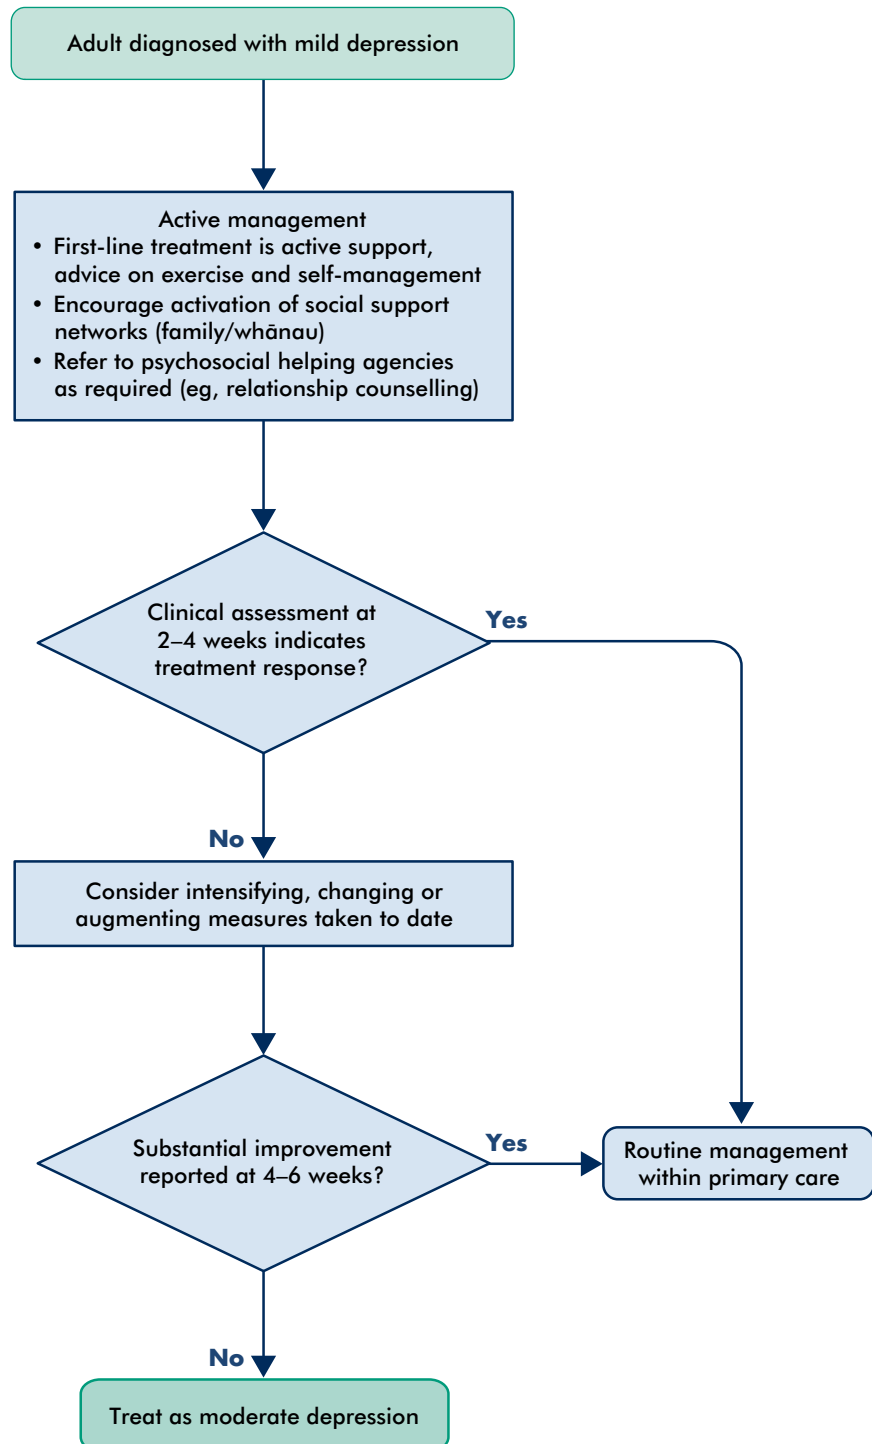 Adult diagnosed with mild depression
Active management
• First-line treatment is active support,
advice on exercise and self-management
• Encourage activation of social support
networks (family/whānau)
• Refer to psychosocial helping agencies
as required (eg, relationship counselling)
Clinical assessment at
2–4 weeks indicates
treatment response?
Yes
No
Consider intensifying, changing or
augmenting measures taken to date
Substantial improvement
reported at 4–6 weeks?
Yes
Routine management
within primary care
No
Treat as moderate depression